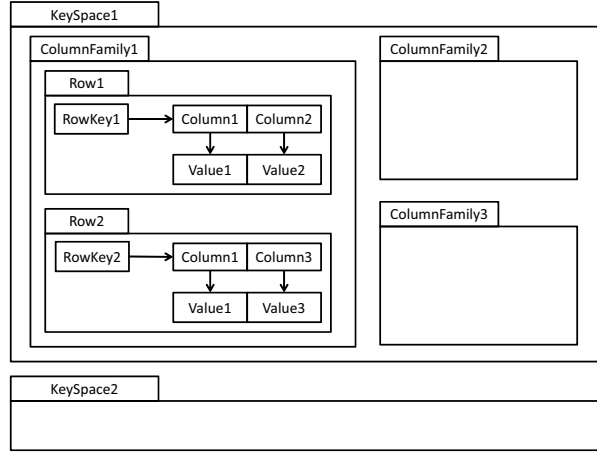 KeySpace1
ColumnFamily1
Row1
RowKey1 Column1 Column2
Value1 Value2
Row2
RowKey2 Column1 Column3
Value1 Value3
ColumnFamily2
ColumnFamily3
KeySpace2